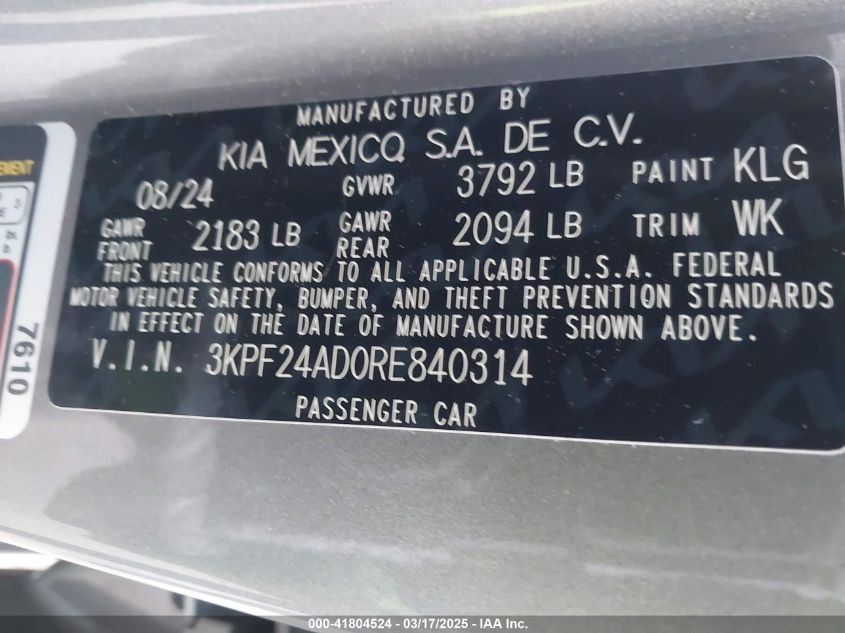 MANUFACTURED BY
KIA MEXICO S.A. DE C.V.
08/24 GVWR 3792 LB PAINT KLG
GAWR FRONT 2183 LB GAWR REAR 2094 LB TRIM WK
THIS VEHICLE CONFORMS TO ALL APPLICABLE U.S.A. FEDERAL
MOTOR VEHICLE SAFETY, BUMPER, AND THEFT PREVENTION STANDARDS
IN EFFECT ON THE DATE OF MANUFACTURE SHOWN ABOVE.
V.I.N. 3KPF24AD0RE840314
PASSENGER CAR
7610
000-41804524 - 03/17/2025 - IAA Inc.